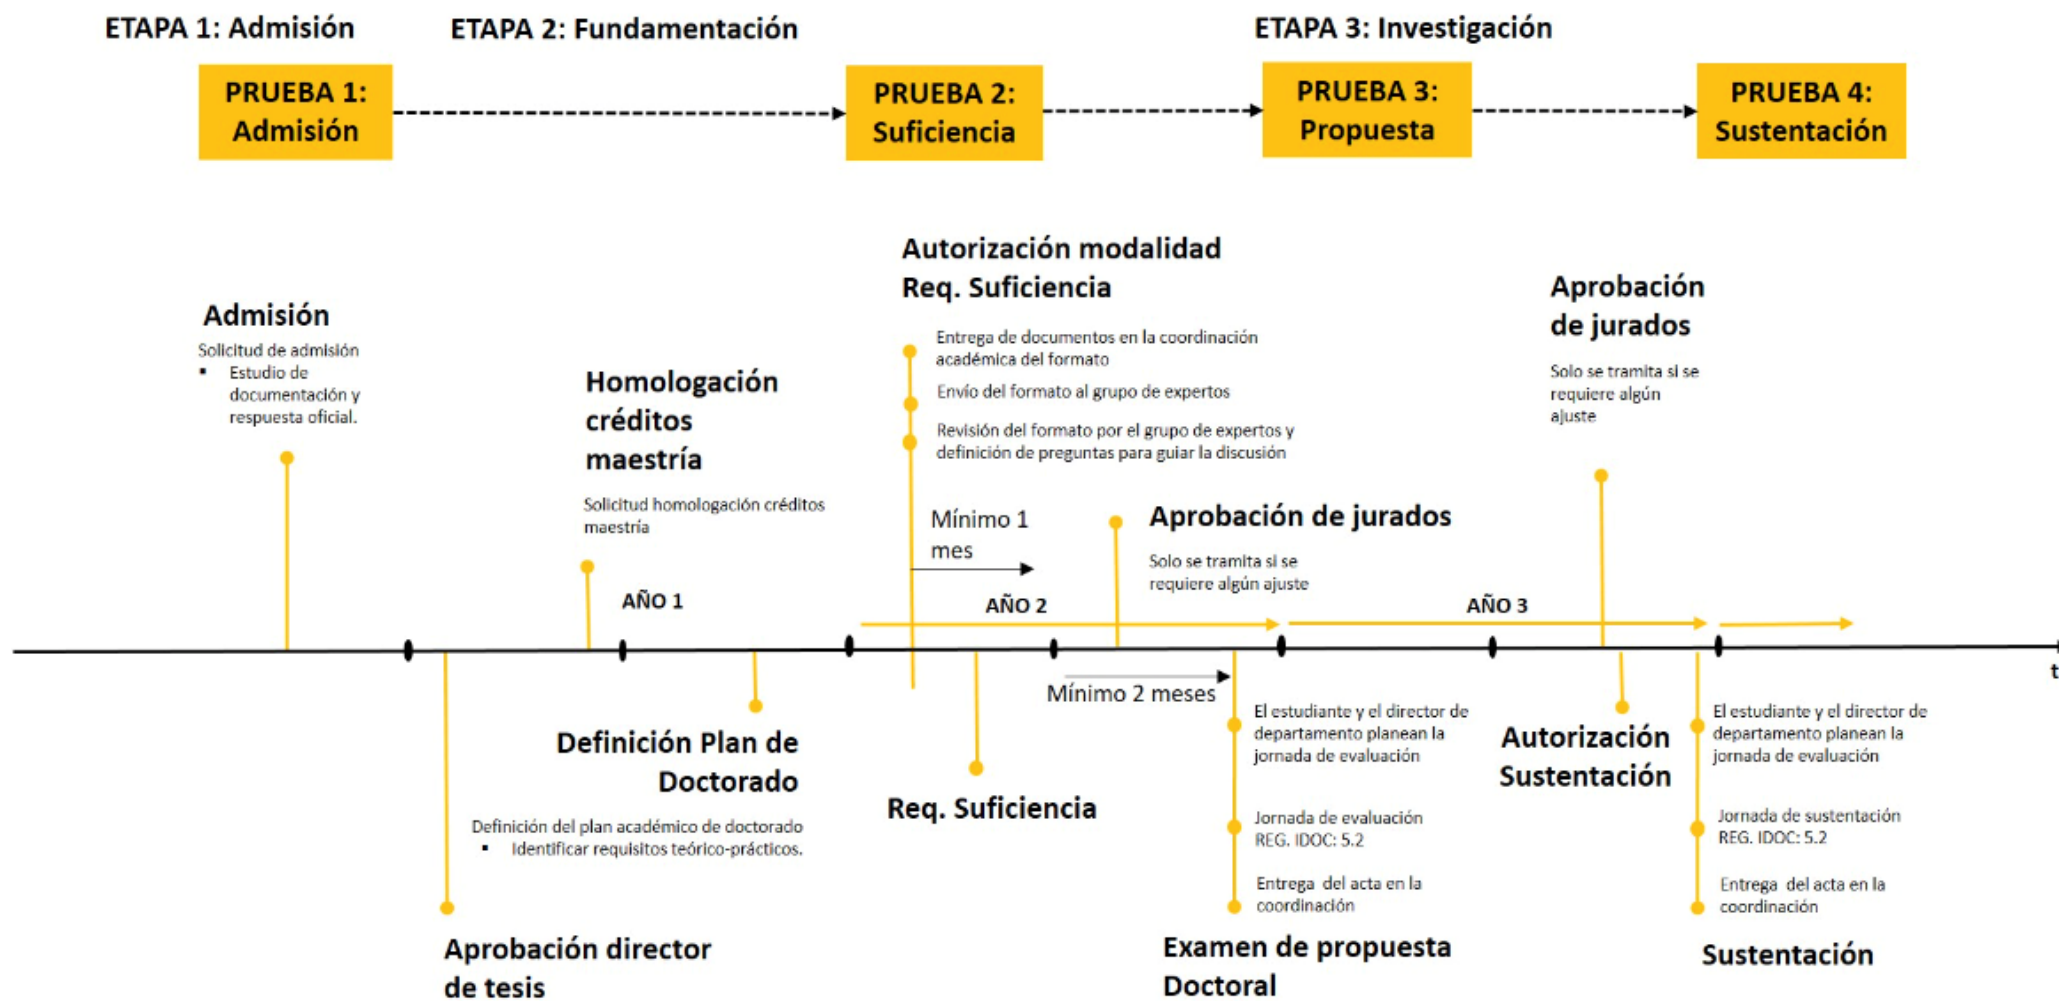 ETAPA 1: Admisión
ETAPA 2: Fundamentación
ETAPA 3: Investigación
PRUEBA 1:
Admisión
PRUEBA 2:
Suficiencia
PRUEBA 3:
Propuesta
PRUEBA 4:
Sustentación
Admisión
Solicitud de admisión
▪ Estudio de
documentación y
respuesta oficial.
Homologación
créditos
maestría
Solicitud homologación créditos
maestría
Autorización modalidad
Req. Suficiencia
Entrega de documentos en la coordinación
académica del formato
Envío del formato al grupo de expertos
Revisión del formato por el grupo de expertos y
definición de preguntas para guiar la discusión
Mínimo 1
mes
Aprobación de jurados
Solo se tramita si se
requiere algún ajuste
Aprobación
de jurados
Solo se tramita si se
requiere algún
ajuste
AÑO 1
AÑO 2
AÑO 3
t
Mínimo 2 meses
Aprobación director
de tesis
Definición Plan de
Doctorado
Definición del plan académico de doctorado
▪ Identificar requisitos teórico-prácticos.
Req. Suficiencia
El estudiante y el director de
departamento planean la
jornada de evaluación
Jornada de evaluación
REG. IDOC: 5.2
Entrega del acta en la
coordinación
Examen de propuesta
Doctoral
Autorización
Sustentación
El estudiante y el director de
departamento planean la
jornada de evaluación
Jornada de sustentación
REG. IDOC: 5.2
Entrega del acta en la
coordinación
Sustentación